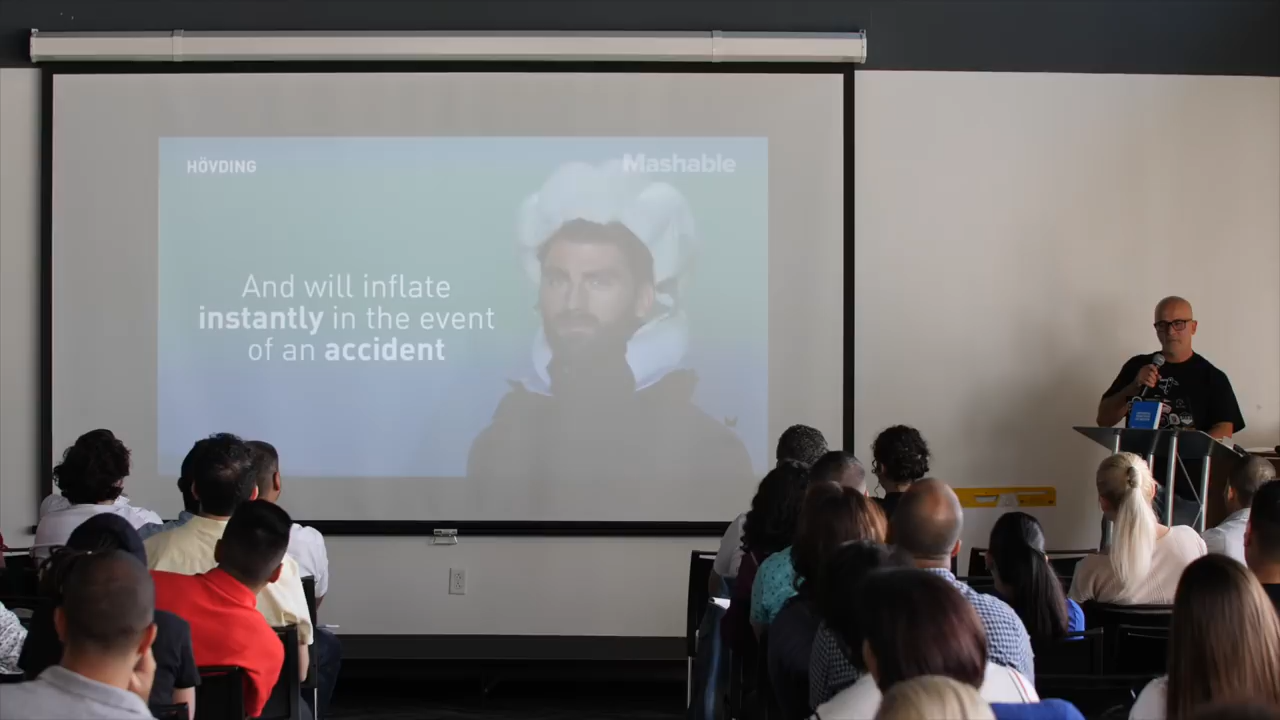 HÖVDING
Mashable
And will inflate
instantly in the event
of an accident